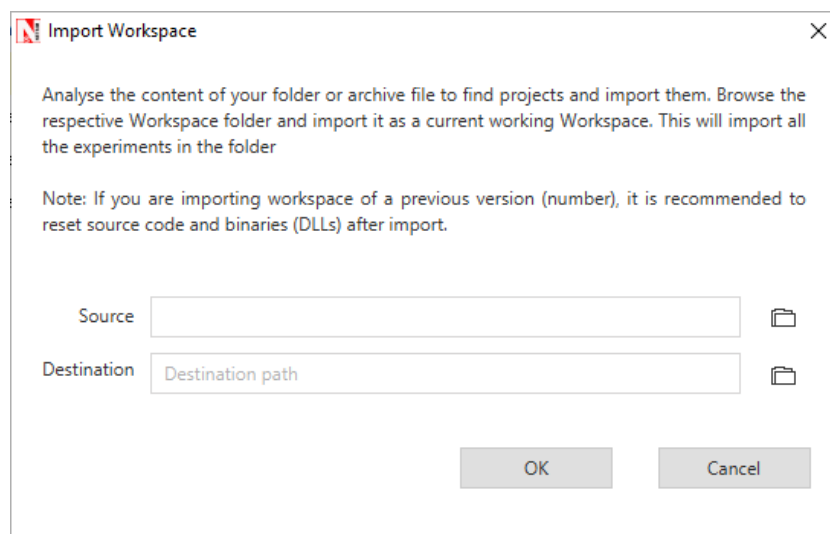 Import Workspace
Analyse the content of your folder or archive file to find projects and import them. Browse the
respective Workspace folder and import it as a current working Workspace. This will import all
the experiments in the folder
Note: If you are importing workspace of a previous version (number), it is recommended to
reset source code and binaries (DLLs) after import.
Source
Destination
Destination path
OK
Cancel